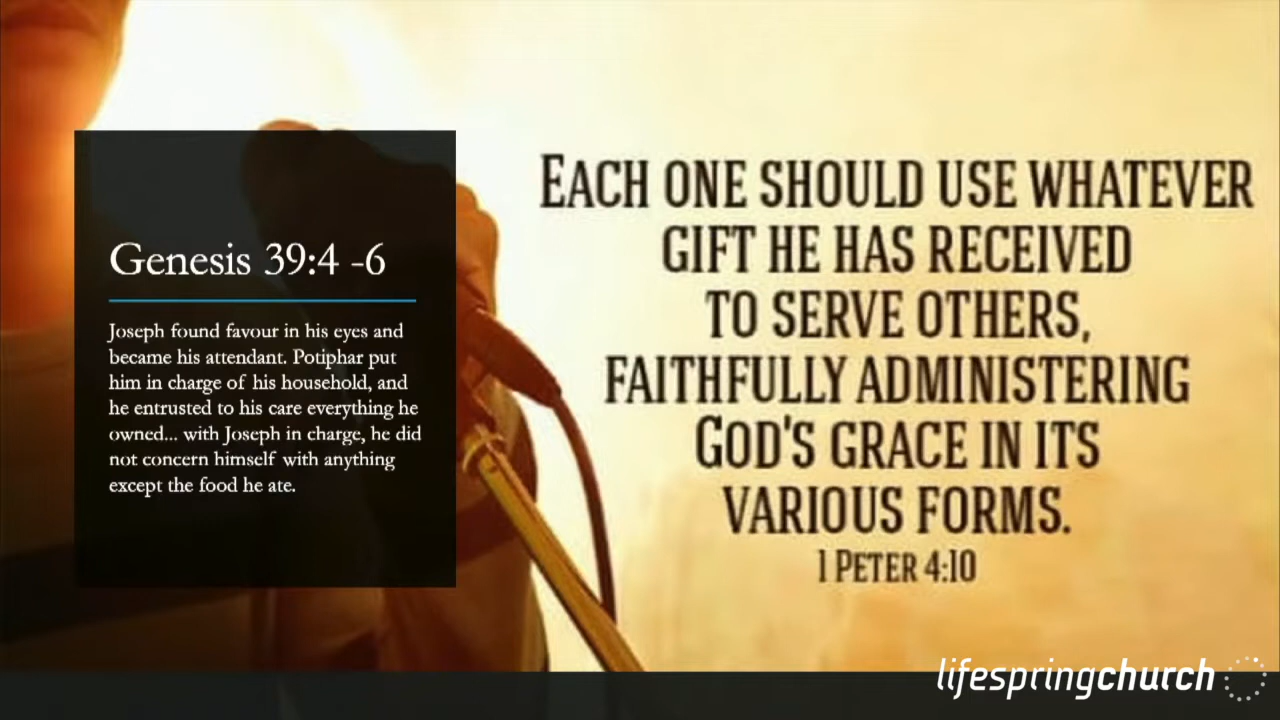 Genesis 39:4 -6
Joseph found favour in his eyes and
became his attendant. Potiphar put
him in charge of his household, and
he entrusted to his care everything he
owned... with Joseph in charge, he did
not concern himself with anything
except the food he ate.
EACH ONE SHOULD USE WHATEVER
GIFT HE HAS RECEIVED
TO SERVE OTHERS,
FAITHFULLY ADMINISTERING
GOD'S GRACE IN ITS
VARIOUS FORMS.
1 PETER 4:10
lifespringchurch